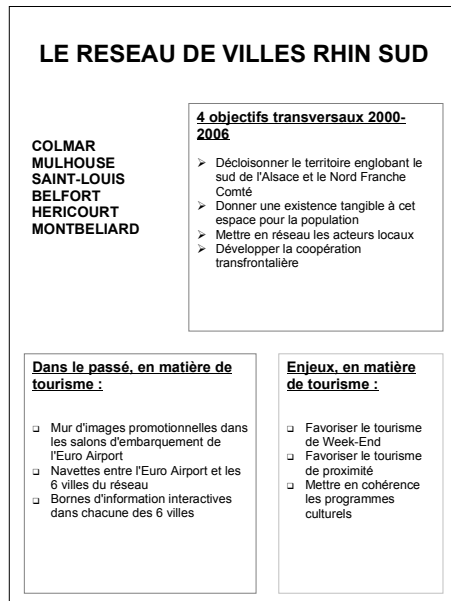 LE RESEAU DE VILLES RHIN SUD
COLMAR
MULHOUSE
SAINT-LOUIS
BELFORT
HERICOURT
MONTBELIARD
4 objectifs transversaux 2000-
2006
➢ Décloisonner le territoire englobant le
sud de l'Alsace et le Nord Franche
Comté
➢ Donner une existence tangible à cet
espace pour la population
➢ Mettre en réseau les acteurs locaux
➢ Développer la coopération
transfrontalière
Dans le passé, en matière de
tourisme :
❑ Mur d'images promotionnelles dans
les salons d'embarquement de
l'Euro Airport
❑ Navettes entre l'Euro Airport et les
6 villes du réseau
❑ Bornes d'information interactives
dans chacune des 6 villes
Enjeux, en matière
de tourisme :
❑ Favoriser le tourisme
de Week-End
❑ Favoriser le tourisme
de proximité
❑ Mettre en cohérence
les programmes
culturels